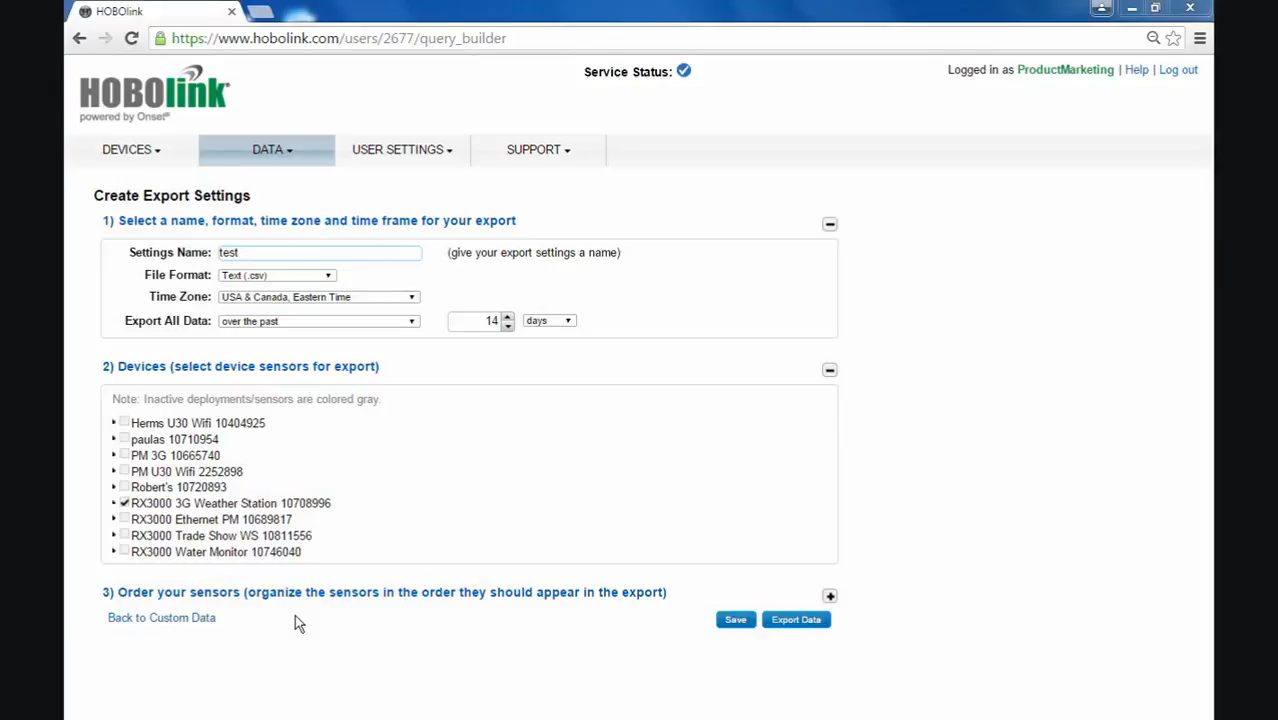 HOBOlink
https://www.hobolink.com/users/2677/query_builder
Service Status:
Logged in as ProductMarketing | Help | Log out
HOBOlink
powered by Onset®
DEVICES DATA USER SETTINGS SUPPORT
Create Export Settings
1) Select a name, format, time zone and time frame for your export
Settings Name: test (give your export settings a name)
File Format: Text (.csv)
Time Zone: USA & Canada, Eastern Time
Export All Data: over the past 14 days
2) Devices (select device sensors for export)
Note: Inactive deployments/sensors are colored gray.
Herms U30 Wifi 10404925
paulas 10710954
PM 3G 10665740
PM U30 Wifi 2252898
Robert's 10720893
RX3000 3G Weather Station 10708996
RX3000 Ethernet PM 10689817
RX3000 Trade Show WS 10811556
RX3000 Water Monitor 10746040
3) Order your sensors (organize the sensors in the order they should appear in the export)
Back to Custom Data Save Export Data